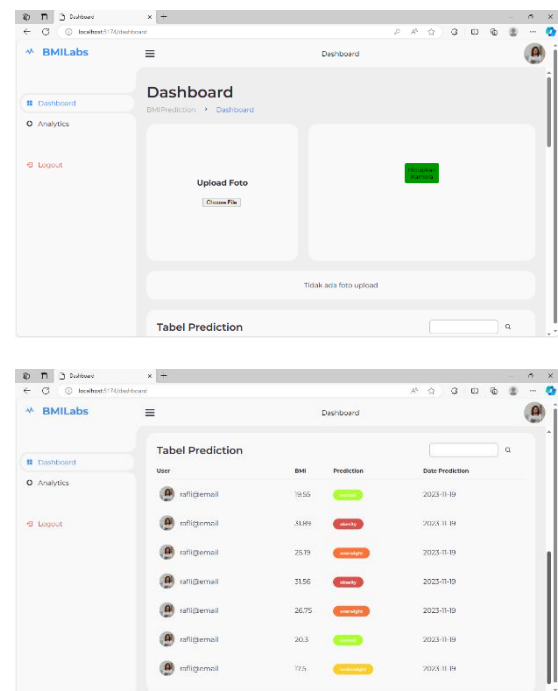 Dashboard
localhost:5174/dashboard
BMILabs
Dashboard
Dashboard
Analytics
Logout
Dashboard
BMIPrediction > Dashboard
Upload Foto
Choose File
Hidupkan
Kamera
Tidak ada foto upload
Tabel Prediction
Dashboard
localhost:5174/dashboard
BMILabs
Dashboard
Dashboard
Analytics
Logout
Tabel Prediction
User BMI Prediction Date Prediction
rafli@email 19.55 normal 2023-11-19
rafli@email 31.89 obesity 2023-11-19
rafli@email 25.19 overweight 2023-11-19
rafli@email 31.56 obesity 2023-11-19
rafli@email 26.75 overweight 2023-11-19
rafli@email 20.3 normal 2023-11-19
rafli@email 17.5 underweight 2023-11-19